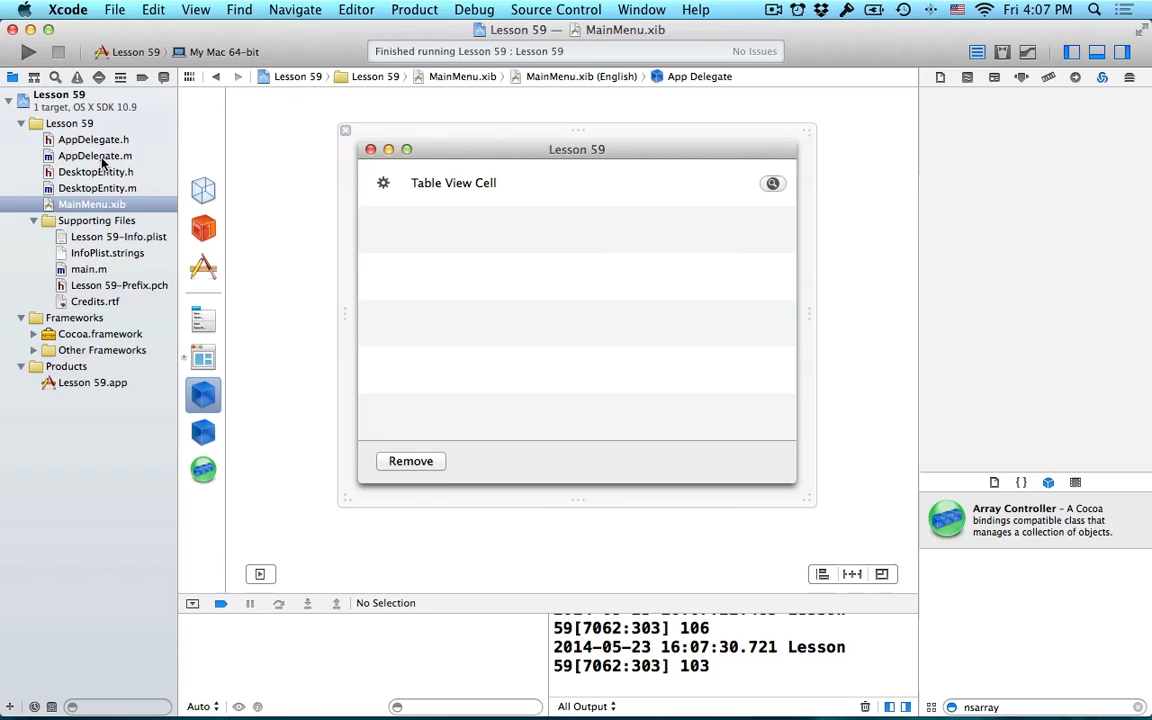 Xcode File Edit View Find Navigate Editor Product Debug Source Control Window Help Fri 4:07 PM
Lesson 59 — MainMenu.xib
Lesson 59 › My Mac 64-bit
Finished running Lesson 59 : Lesson 59 No Issues
Lesson 59 › Lesson 59 › MainMenu.xib › MainMenu.xib (English) › App Delegate
Lesson 59
1 target, OS X SDK 10.9
Lesson 59
AppDelegate.h
AppDelegate.m
DesktopEntity.h
DesktopEntity.m
MainMenu.xib
Supporting Files
Lesson 59-Info.plist
InfoPlist.strings
main.m
Lesson 59-Prefix.pch
Credits.rtf
Frameworks
Cocoa.framework
Other Frameworks
Products
Lesson 59.app
Lesson 59
Table View Cell
Remove
No Selection
59[7062:303] 106
2014-05-23 16:07:30.721 Lesson
59[7062:303] 103
Auto
All Output
Array Controller – A Cocoa
bindings compatible class that
manages a collection of objects.
nsarray